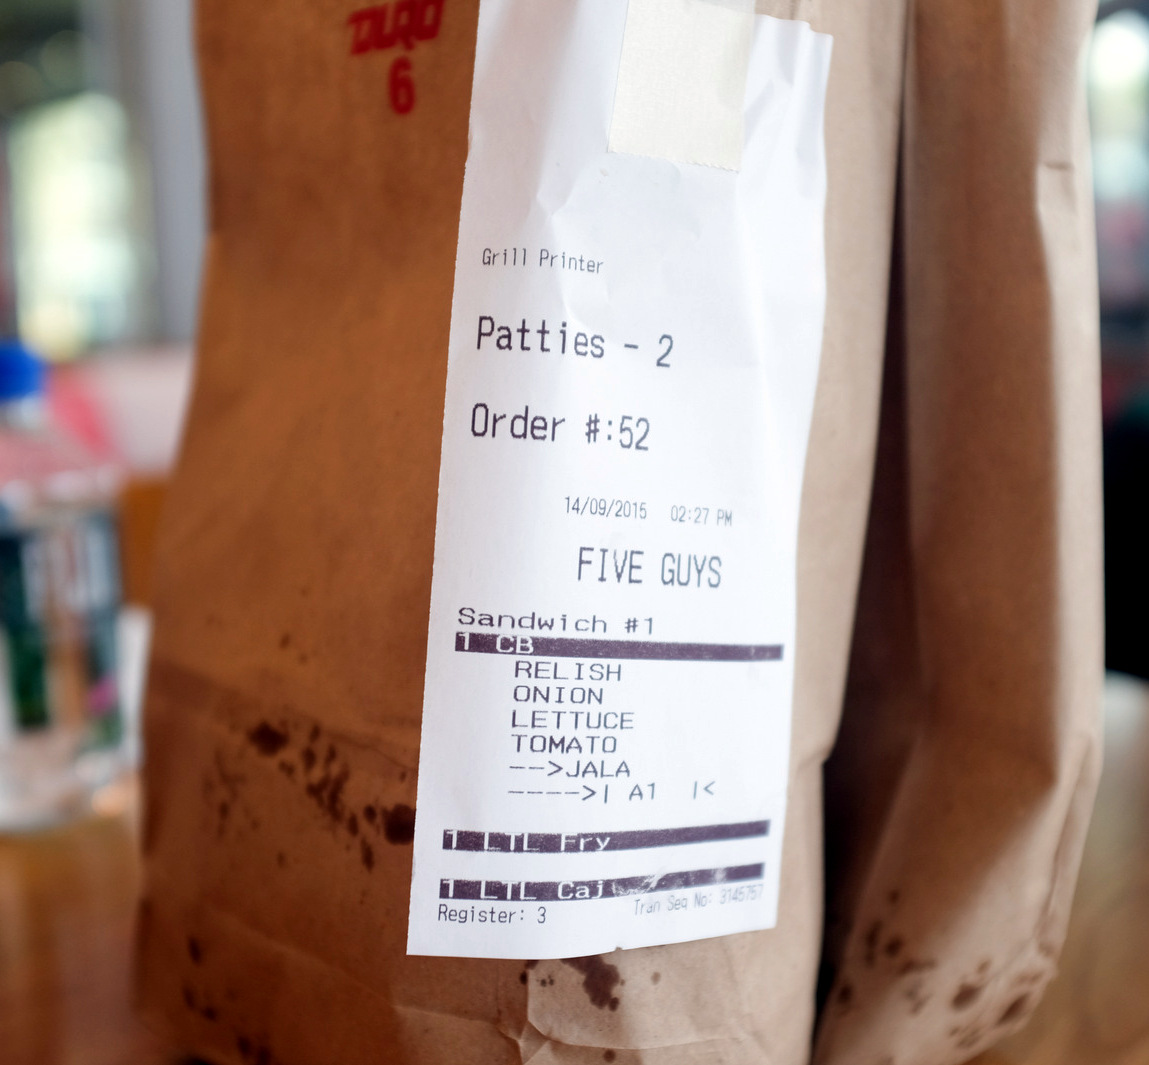 DURO
6
Grill Printer
Patties - 2
Order #:52
14/09/2015 02:27 PM
FIVE GUYS
Sandwich #1
1 CB
RELISH
ONION
LETTUCE
TOMATO
-->JALA
---->| A1 |<
1 LTL Fry
1 LTL Caj
Register: 3 Tran Seq No: 3145757